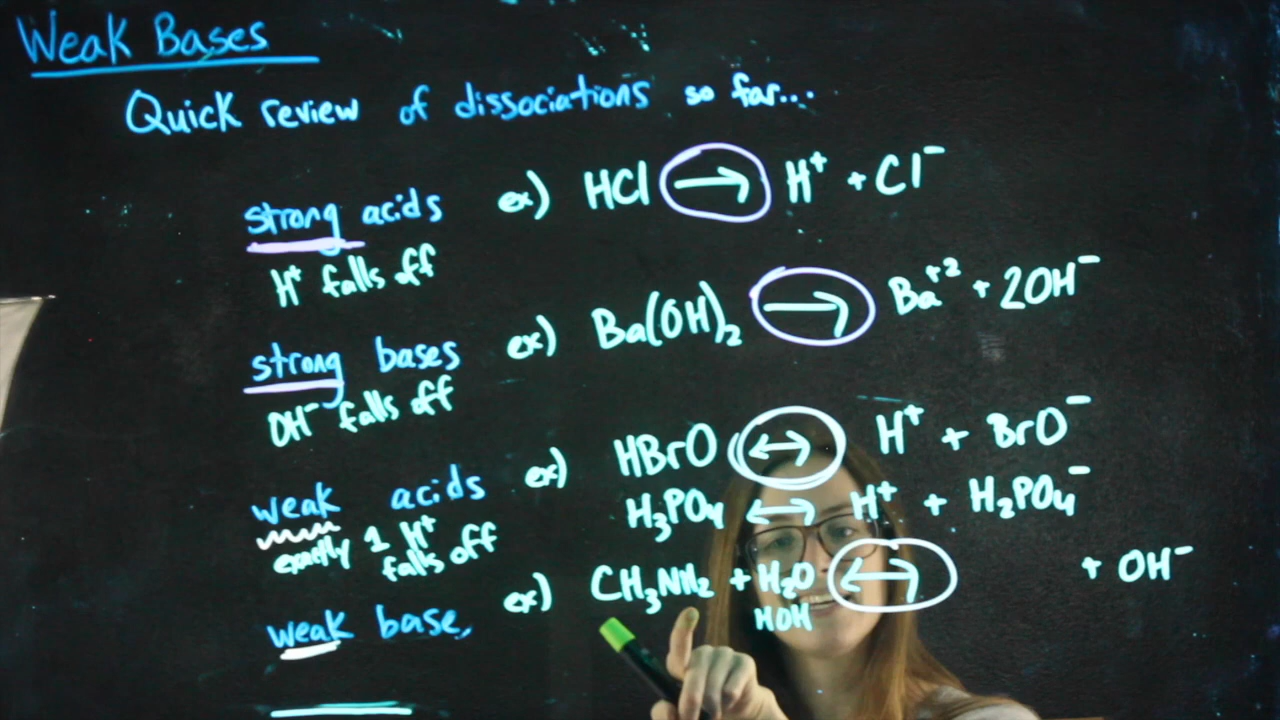 Weak Bases
Quick review of dissociations so far...
strong acids ex) HCl → H⁺ + Cl⁻
H⁺ falls off
strong bases ex) Ba(OH)₂ → Ba⁺² + 2OH⁻
OH⁻ falls off
weak acids ex) HBrO ↔ H⁺ + BrO⁻
H₃PO₄ ↔ H⁺ + H₂PO₄⁻
exactly 1 H⁺
falls off
weak base, ex) CH₃NH₂ + H₂O ↔ + OH⁻
HOH